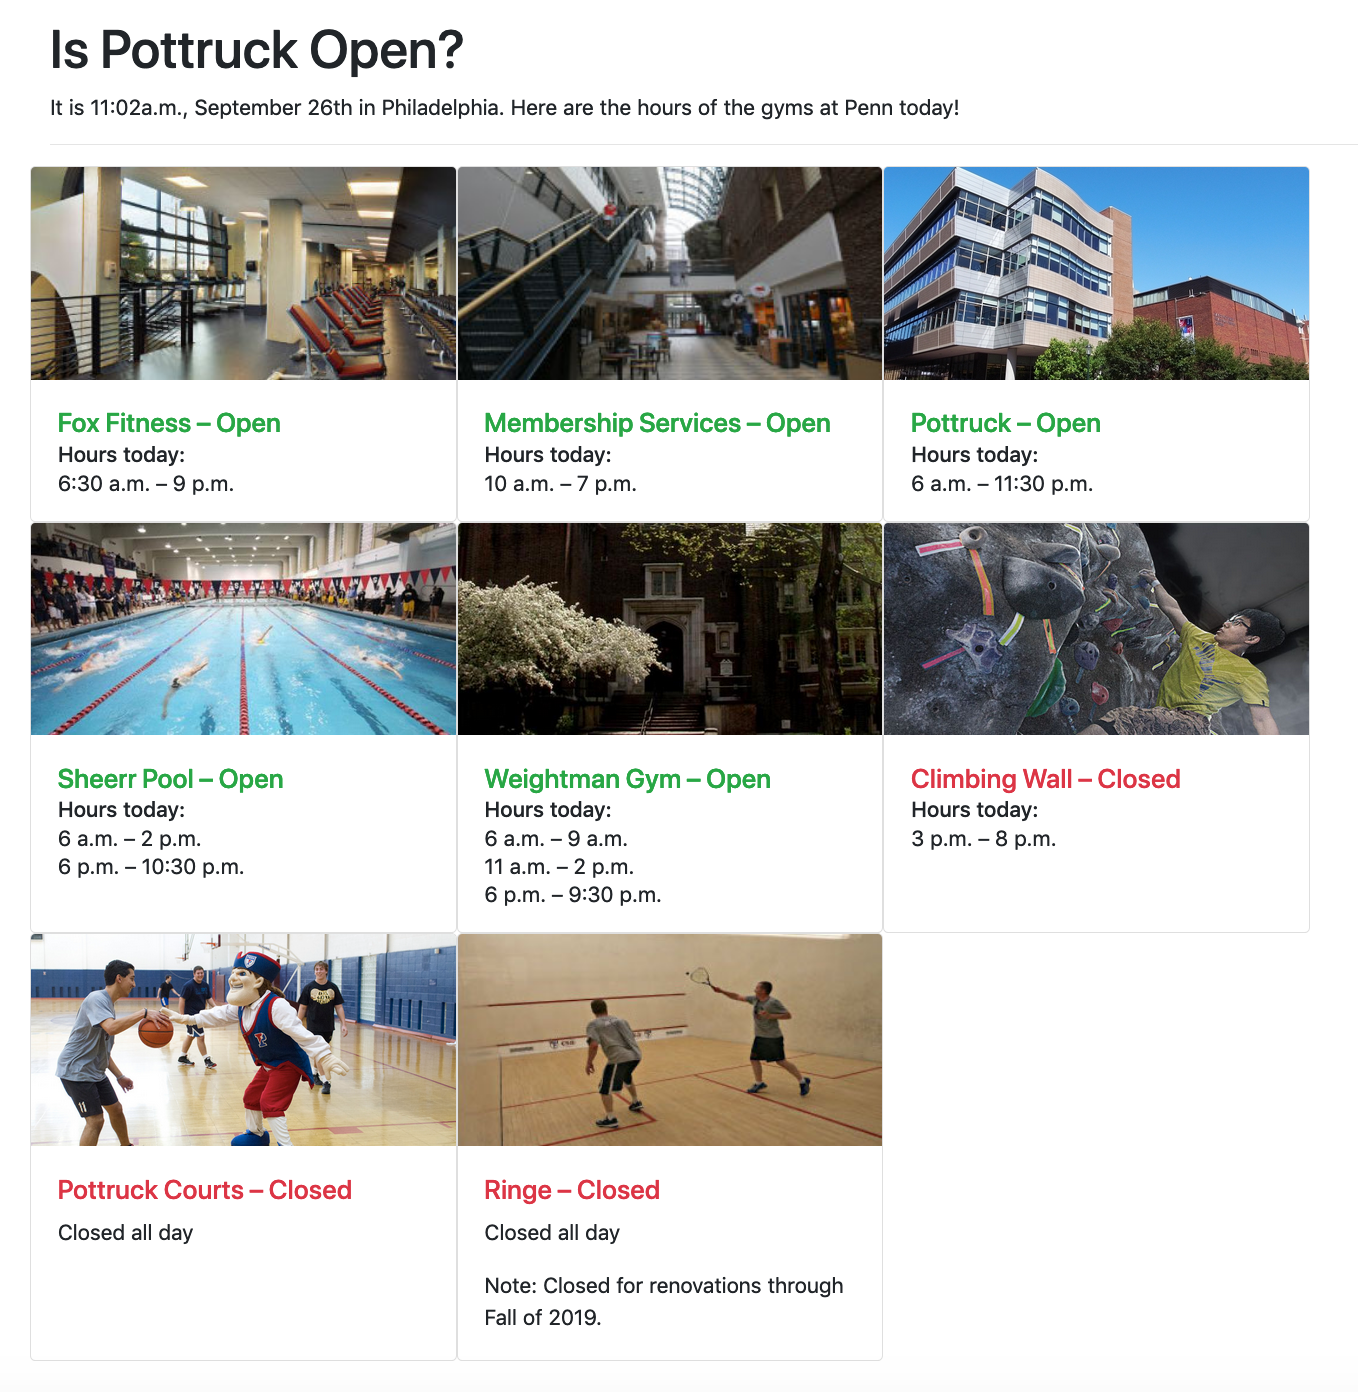 Is Pottruck Open?
It is 11:02a.m., September 26th in Philadelphia. Here are the hours of the gyms at Penn today!
Fox Fitness – Open
Hours today:
6:30 a.m. – 9 p.m.
Membership Services – Open
Hours today:
10 a.m. – 7 p.m.
Pottruck – Open
Hours today:
6 a.m. – 11:30 p.m.
Sheerr Pool – Open
Hours today:
6 a.m. – 2 p.m.
6 p.m. – 10:30 p.m.
Weightman Gym – Open
Hours today:
6 a.m. – 9 a.m.
11 a.m. – 2 p.m.
6 p.m. – 9:30 p.m.
Climbing Wall – Closed
Hours today:
3 p.m. – 8 p.m.
P
11
Pottruck Courts – Closed
Closed all day
Ringe – Closed
Closed all day
Note: Closed for renovations through
Fall of 2019.